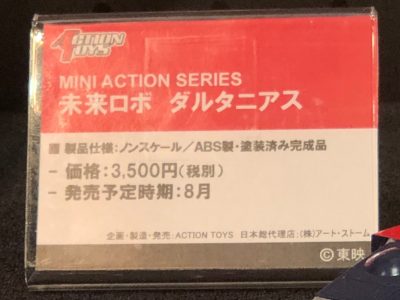 ACTION
TOYS
MINI ACTION SERIES
未来ロボ ダルタニアス
■ 製品仕様:ノンスケール/ABS製・塗装済み完成品
- 価格:3,500円(税別)
- 発売予定時期:8月
企画・製造・発売:ACTION TOYS 日本総代理店:(株)アート・ストーム
©東映